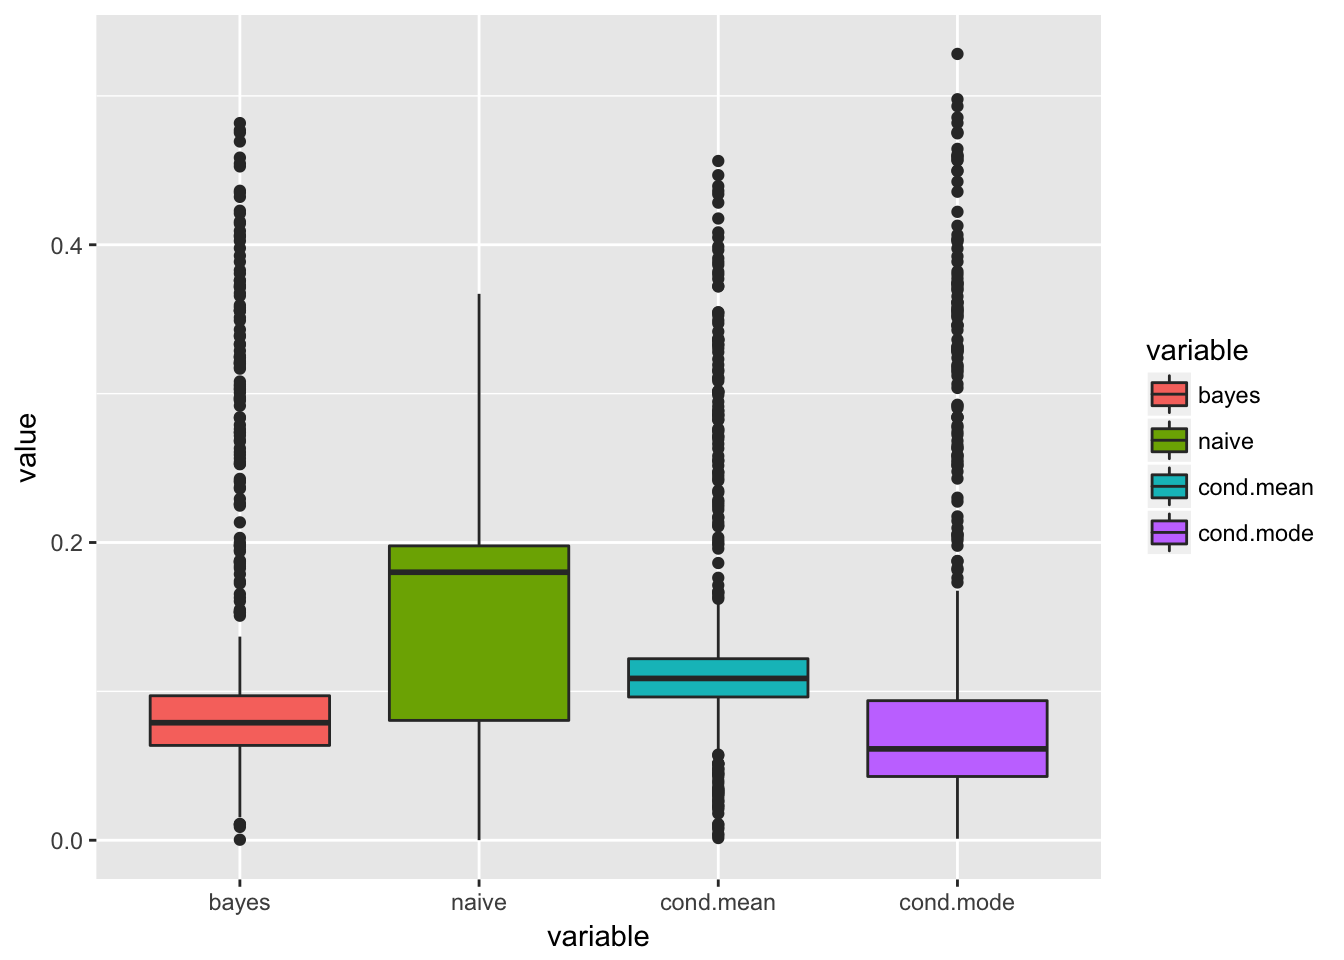 value
0.4
0.2
0.0
bayes
naive
cond.mean
cond.mode
variable
variable
bayes
naive
cond.mean
cond.mode